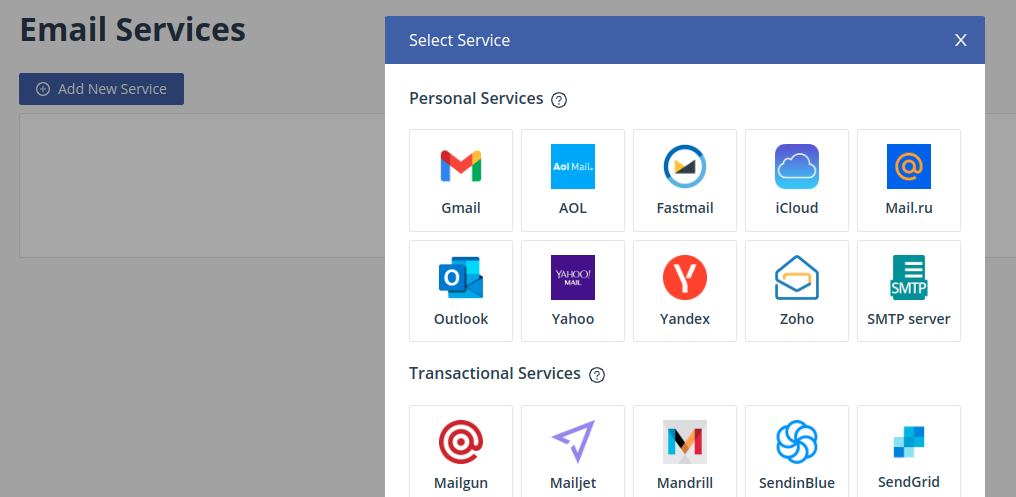 Email Services
Add New Service
Select Service X
Personal Services ?
Aol Mail.
Gmail AOL Fastmail iCloud Mail.ru
YAHOO!
MAIL
SMTP
Outlook Yahoo Yandex Zoho SMTP server
Transactional Services ?
Mailgun Mailjet Mandrill SendinBlue SendGrid